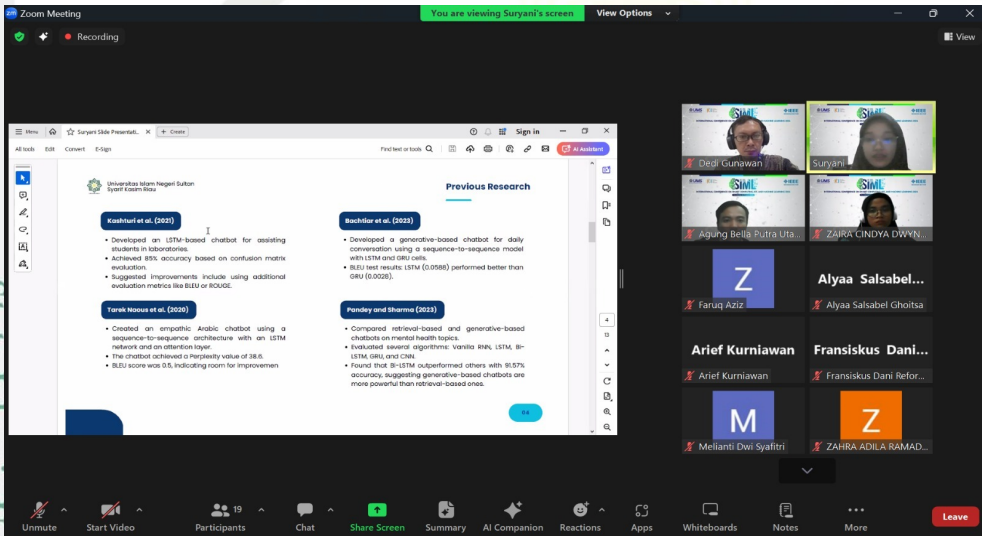 Zoom Meeting
You are viewing Suryani's screen
View Options
Recording
View
Menu
Suryani Slide Presentati...
Create
Sign in
All tools Edit Convert E-Sign
Find text or tools
AI Assistant
Universitas Islam Negeri Sultan
Syarif Kasim Riau
Previous Research
Kashturi et al. (2021)
• Developed an LSTM-based chatbot for assisting
students in laboratories.
• Achieved 85% accuracy based on confusion matrix
evaluation.
• Suggested improvements include using additional
evaluation metrics like BLEU or ROUGE.
Bachtiar et al. (2023)
• Developed a generative-based chatbot for daily
conversation using a sequence-to-sequence model
with LSTM and GRU cells.
• BLEU test results: LSTM (0.0588) performed better than
GRU (0.0026).
Tarek Naous et al. (2020)
• Created an empathic Arabic chatbot using a
sequence-to-sequence architecture with an LSTM
network and an attention layer.
• The chatbot achieved a Perplexity value of 38.6.
• BLEU score was 0.5, indicating room for improvemen
Pandey and Sharma (2023)
• Compared retrieval-based and generative-based
chatbots on mental health topics.
• Evaluated several algorithms: Vanilla RNN, LSTM, Bi-
LSTM, GRU, and CNN.
• Found that Bi-LSTM outperformed others with 91.57%
accuracy, suggesting generative-based chatbots are
more powerful than retrieval-based ones.
04
4
13
SIML
Dedi Gunawan
SIML
Suryani
SIML
Agung Bella Putra Uta...
SIML
ZAIRA CINDYA DWYN...
Z
Faruq Aziz
Alyaa Salsabel...
Alyaa Salsabel Ghoitsa
Arief Kurniawan
Arief Kurniawan
Fransiskus Dani...
Fransiskus Dani Refor...
M
Melianti Dwi Syafitri
Z
ZAHRA ADILA RAMAD...
Unmute
Start Video
19
Participants
Chat
Share Screen
Summary
AI Companion
Reactions
Apps
Whiteboards
Notes
More
Leave